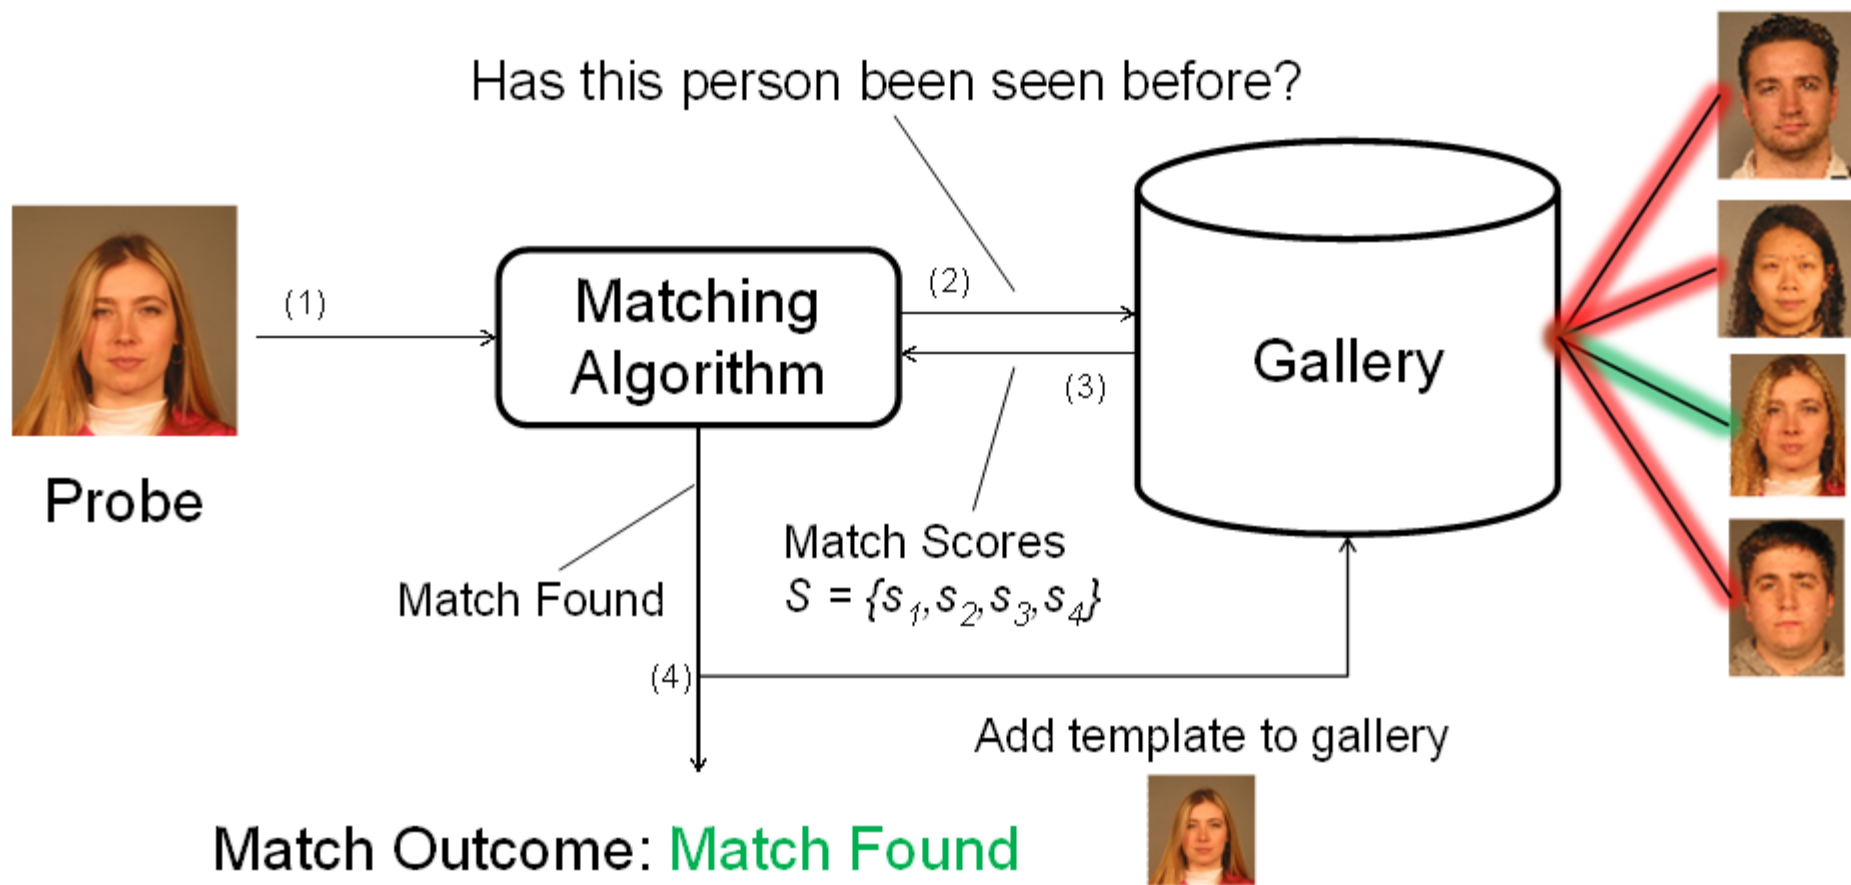 Has this person been seen before?
(1)
Matching
Algorithm
(2)
(3)
Gallery
Probe
Match Found
Match Scores
S = {s1,s2,s3,s4}
(4)
Add template to gallery
Match Outcome: Match Found